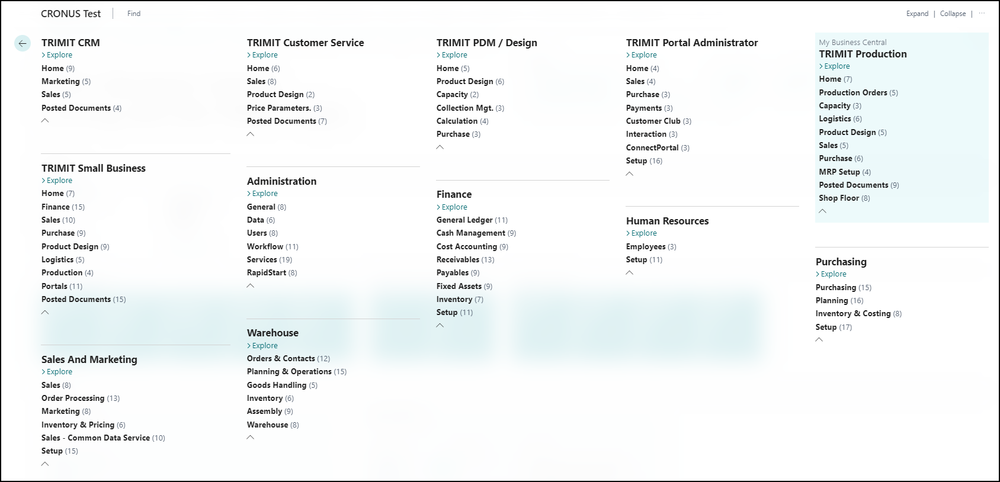 CRONUS Test
Find
Expand | Collapse | ...
TRIMIT CRM
> Explore
Home (9)
Marketing (5)
Sales (5)
Posted Documents (4)
TRIMIT Small Business
> Explore
Home (7)
Finance (15)
Sales (10)
Purchase (9)
Product Design (9)
Logistics (5)
Production (4)
Portals (11)
Posted Documents (15)
Sales And Marketing
> Explore
Sales (8)
Order Processing (13)
Marketing (8)
Inventory & Pricing (6)
Sales - Common Data Service (10)
Setup (15)
TRIMIT Customer Service
> Explore
Home (6)
Sales (8)
Product Design (2)
Price Parameters. (3)
Posted Documents (7)
Administration
> Explore
General (8)
Data (6)
Users (8)
Workflow (11)
Services (19)
RapidStart (8)
Warehouse
> Explore
Orders & Contacts (12)
Planning & Operations (15)
Goods Handling (5)
Inventory (6)
Assembly (9)
Warehouse (8)
TRIMIT PDM / Design
> Explore
Home (5)
Product Design (6)
Capacity (2)
Collection Mgt. (3)
Calculation (4)
Purchase (3)
Finance
> Explore
General Ledger (11)
Cash Management (9)
Cost Accounting (9)
Receivables (13)
Payables (9)
Fixed Assets (9)
Inventory (7)
Setup (11)
TRIMIT Portal Administrator
> Explore
Home (4)
Sales (4)
Purchase (3)
Payments (3)
Customer Club (3)
Interaction (3)
ConnectPortal (3)
Setup (16)
Human Resources
> Explore
Employees (3)
Setup (11)
My Business Central
TRIMIT Production
> Explore
Home (7)
Production Orders (5)
Capacity (3)
Logistics (6)
Product Design (5)
Sales (5)
Purchase (6)
MRP Setup (4)
Posted Documents (9)
Shop Floor (8)
Purchasing
> Explore
Purchasing (15)
Planning (16)
Inventory & Costing (8)
Setup (17)